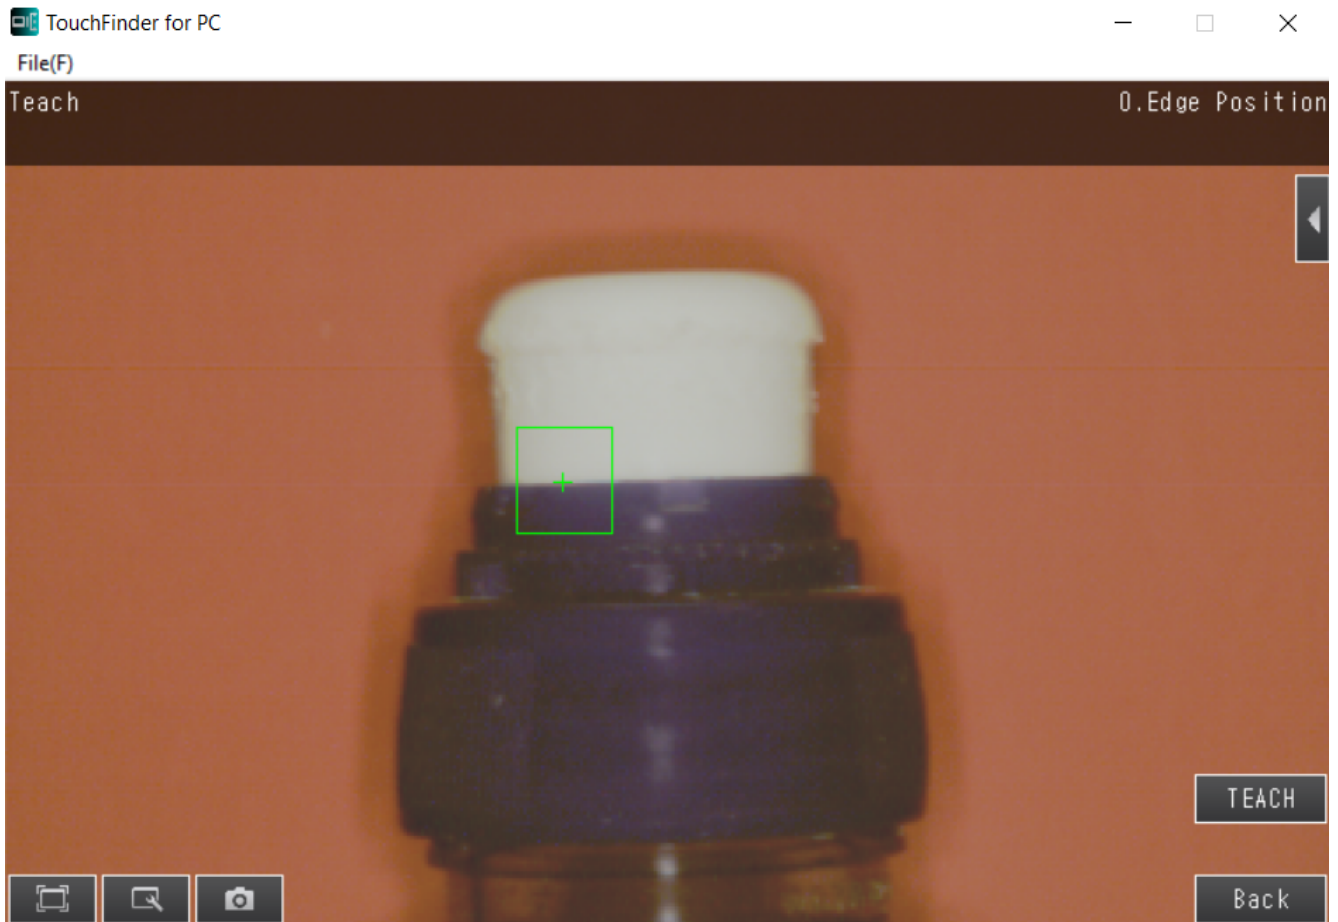 TouchFinder for PC
File(F)
Teach
0.Edge Position
TEACH
Back